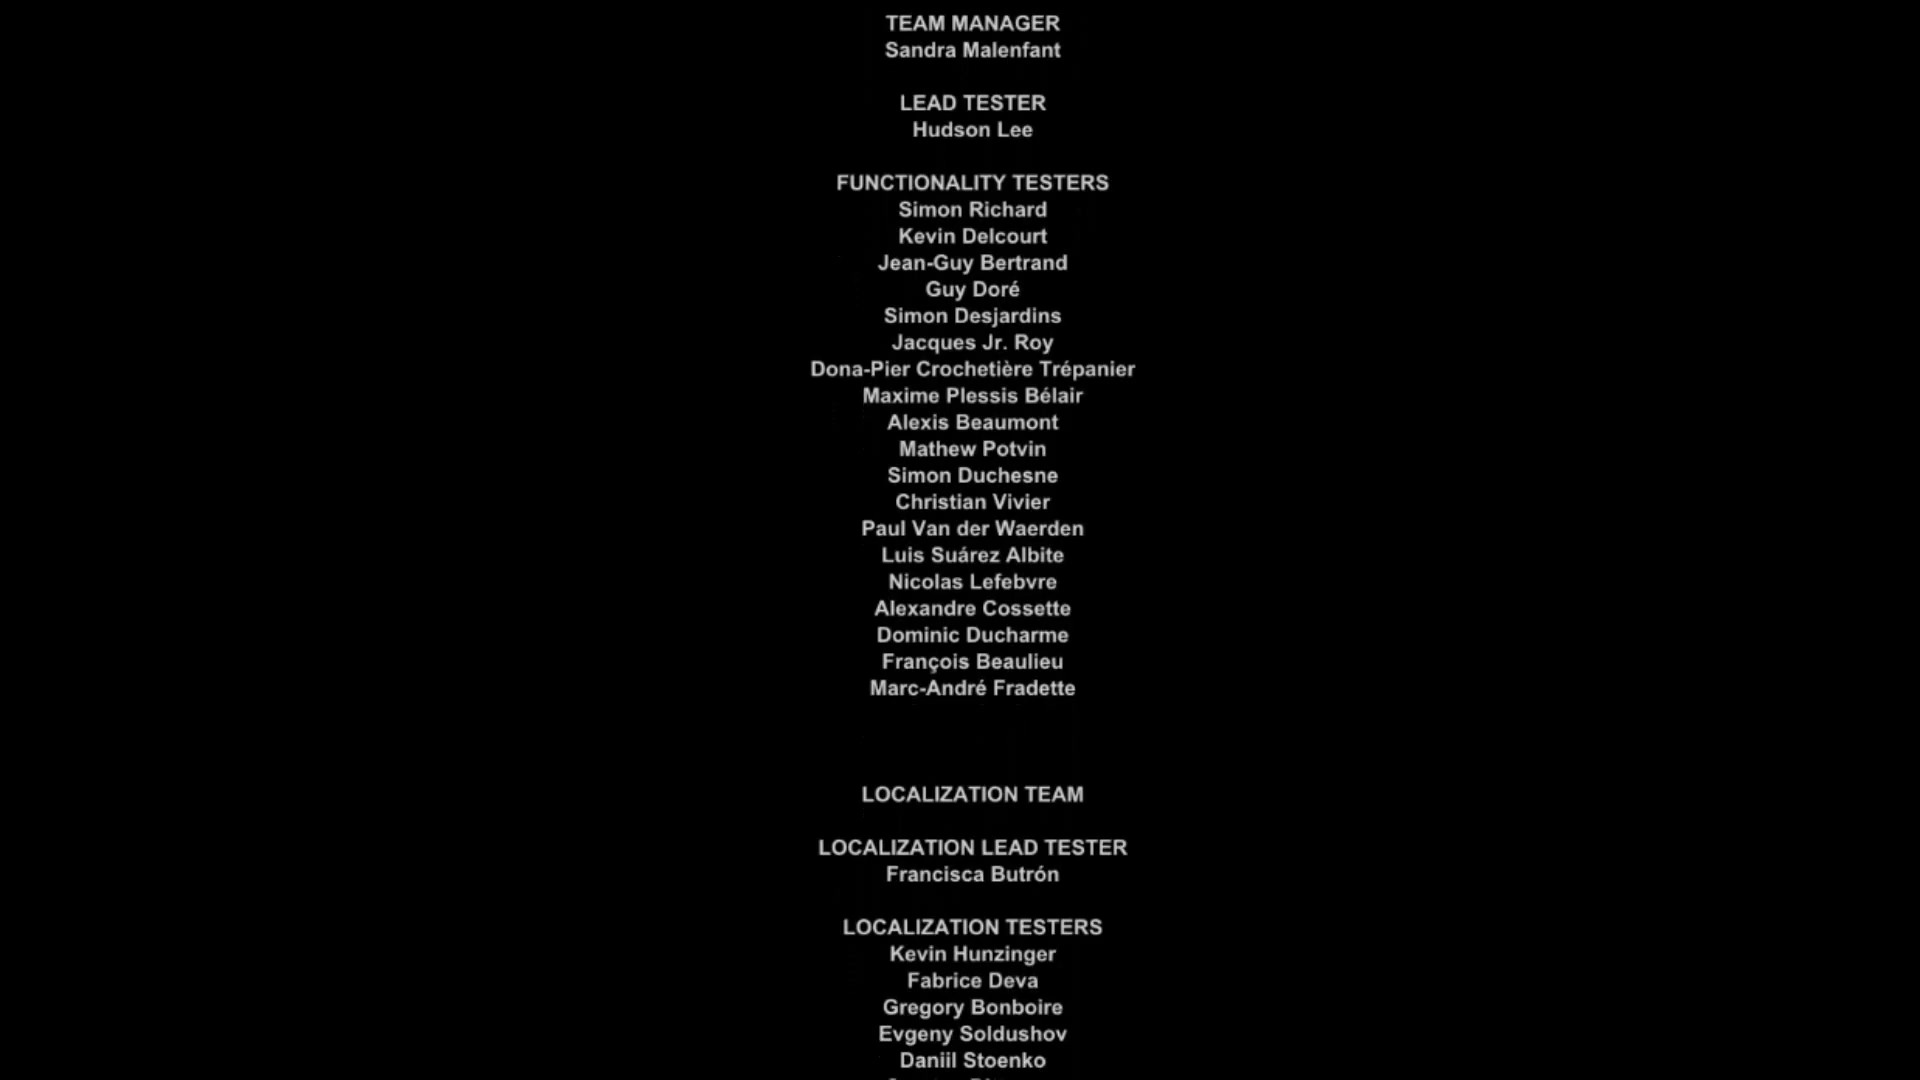 TEAM MANAGER
Sandra Malenfant
LEAD TESTER
Hudson Lee
FUNCTIONALITY TESTERS
Simon Richard
Kevin Delcourt
Jean-Guy Bertrand
Guy Doré
Simon Desjardins
Jacques Jr. Roy
Dona-Pier Crochetière Trépanier
Maxime Plessis Bélair
Alexis Beaumont
Mathew Potvin
Simon Duchesne
Christian Vivier
Paul Van der Waerden
Luis Suárez Albite
Nicolas Lefebvre
Alexandre Cossette
Dominic Ducharme
François Beaulieu
Marc-André Fradette
LOCALIZATION TEAM
LOCALIZATION LEAD TESTER
Francisca Butrón
LOCALIZATION TESTERS
Kevin Hunzinger
Fabrice Deva
Gregory Bonboire
Evgeny Soldushov
Daniil Stoenko